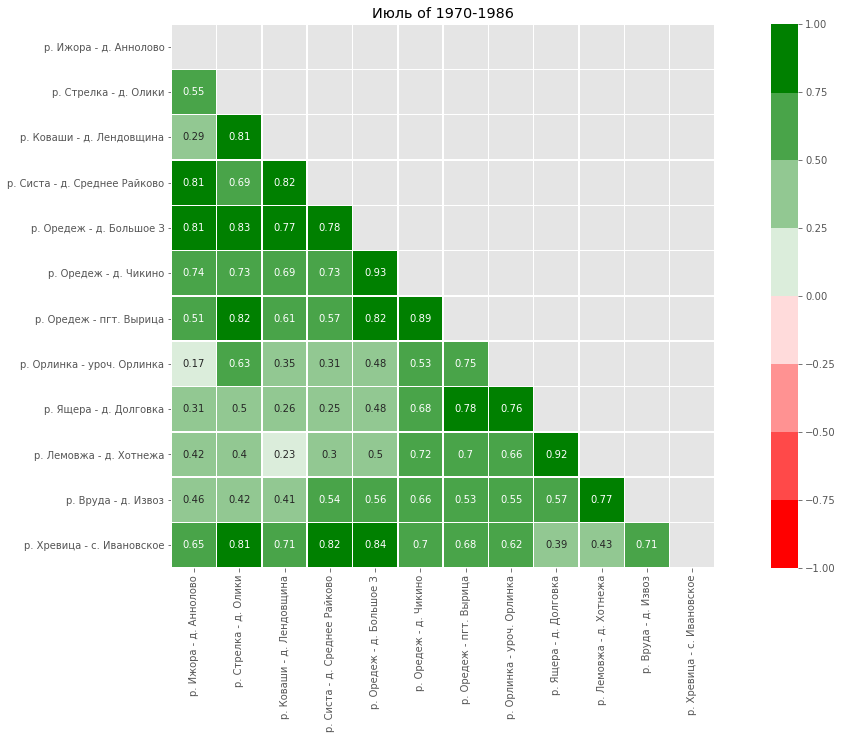 Июль of 1970-1986
р. Ижора - д. Аннолово
р. Стрелка - д. Олики
0.55
р. Коваши - д. Лендовщина
0.29 0.81
р. Систа - д. Среднее Райково
0.81 0.69 0.82
р. Оредеж - д. Большое З
0.81 0.83 0.77 0.78
р. Оредеж - д. Чикино
0.74 0.73 0.69 0.73 0.93
р. Оредеж - пгт. Вырица
0.51 0.82 0.61 0.57 0.82 0.89
р. Орлинка - уроч. Орлинка
0.17 0.63 0.35 0.31 0.48 0.53 0.75
р. Ящера - д. Долговка
0.31 0.5 0.26 0.25 0.48 0.68 0.78 0.76
р. Лемовжа - д. Хотнежа
0.42 0.4 0.23 0.3 0.5 0.72 0.7 0.66 0.92
р. Вруда - д. Извоз
0.46 0.42 0.41 0.54 0.56 0.66 0.53 0.55 0.57 0.77
р. Хревица - с. Ивановское
0.65 0.81 0.71 0.82 0.84 0.7 0.68 0.62 0.39 0.43 0.71
р. Ижора - д. Аннолово
р. Стрелка - д. Олики
р. Коваши - д. Лендовщина
р. Систа - д. Среднее Райково
р. Оредеж - д. Большое З
р. Оредеж - д. Чикино
р. Оредеж - пгт. Вырица
р. Орлинка - уроч. Орлинка
р. Ящера - д. Долговка
р. Лемовжа - д. Хотнежа
р. Вруда - д. Извоз
р. Хревица - с. Ивановское
1.00
0.75
0.50
0.25
0.00
−0.25
−0.50
−0.75
−1.00